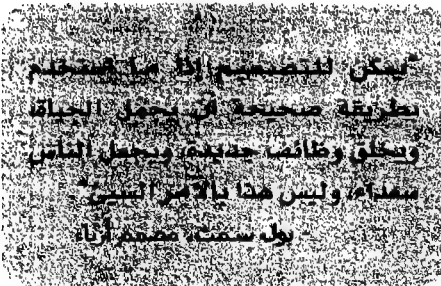 "يمكن للتصميم إذا ما استخدم
بطريقة صحيحة أن يجمل الحياة،
ويخلق وظائف جديدة، ويجعل الناس
سعداء، وليس هذا بالأمر السيئ".
- بول سميث، مصمم أزياء